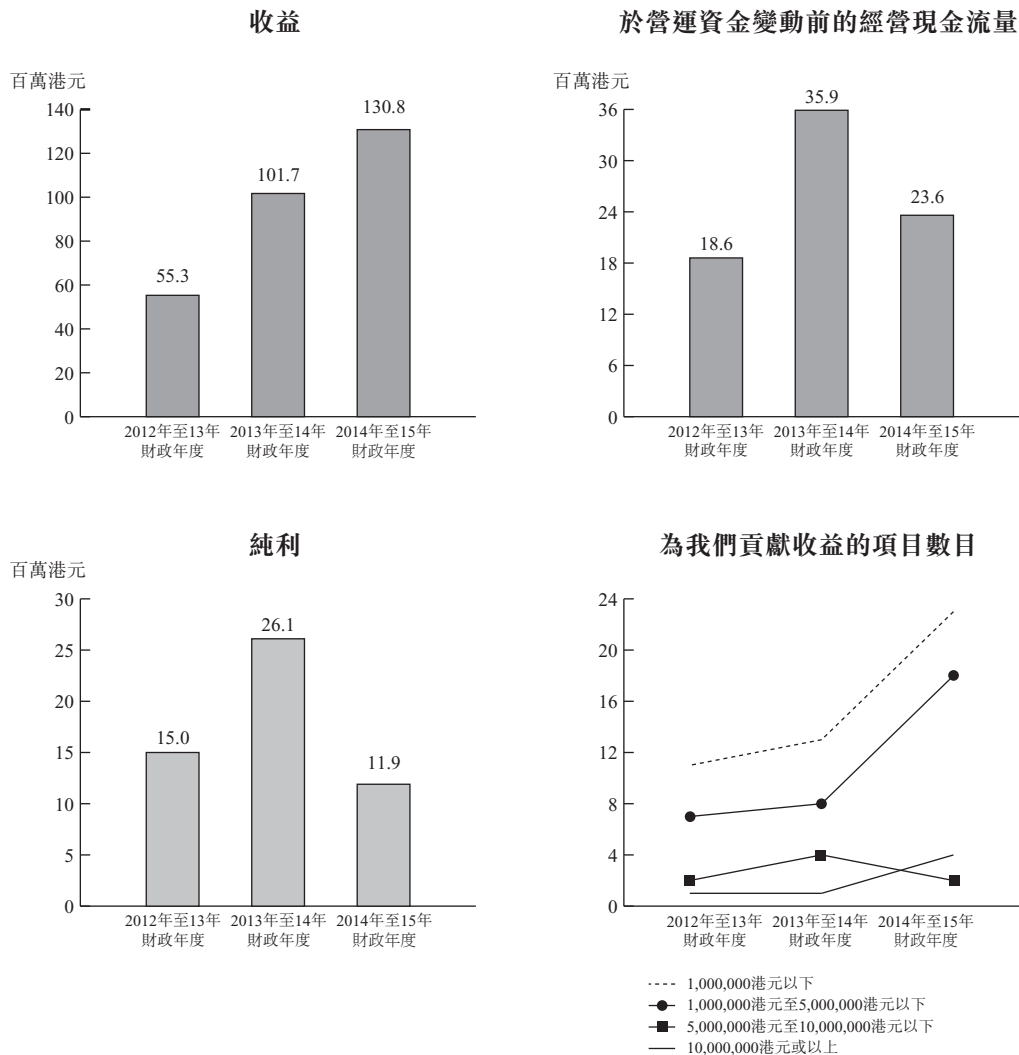 收益
百萬港元
140
120
100
80
60
40
20
0
55.3
101.7
130.8
2012年至13年
財政年度
2013年至14年
財政年度
2014年至15年
財政年度
於營運資金變動前的經營現金流量
百萬港元
36
30
24
18
12
6
0
18.6
35.9
23.6
2012年至13年
財政年度
2013年至14年
財政年度
2014年至15年
財政年度
純利
百萬港元
30
25
20
15
10
5
0
15.0
26.1
11.9
2012年至13年
財政年度
2013年至14年
財政年度
2014年至15年
財政年度
為我們貢獻收益的項目數目
24
20
16
12
8
4
0
2012年至13年
財政年度
2013年至14年
財政年度
2014年至15年
財政年度
1,000,000港元以下
1,000,000港元至5,000,000港元以下
5,000,000港元至10,000,000港元以下
10,000,000港元或以上